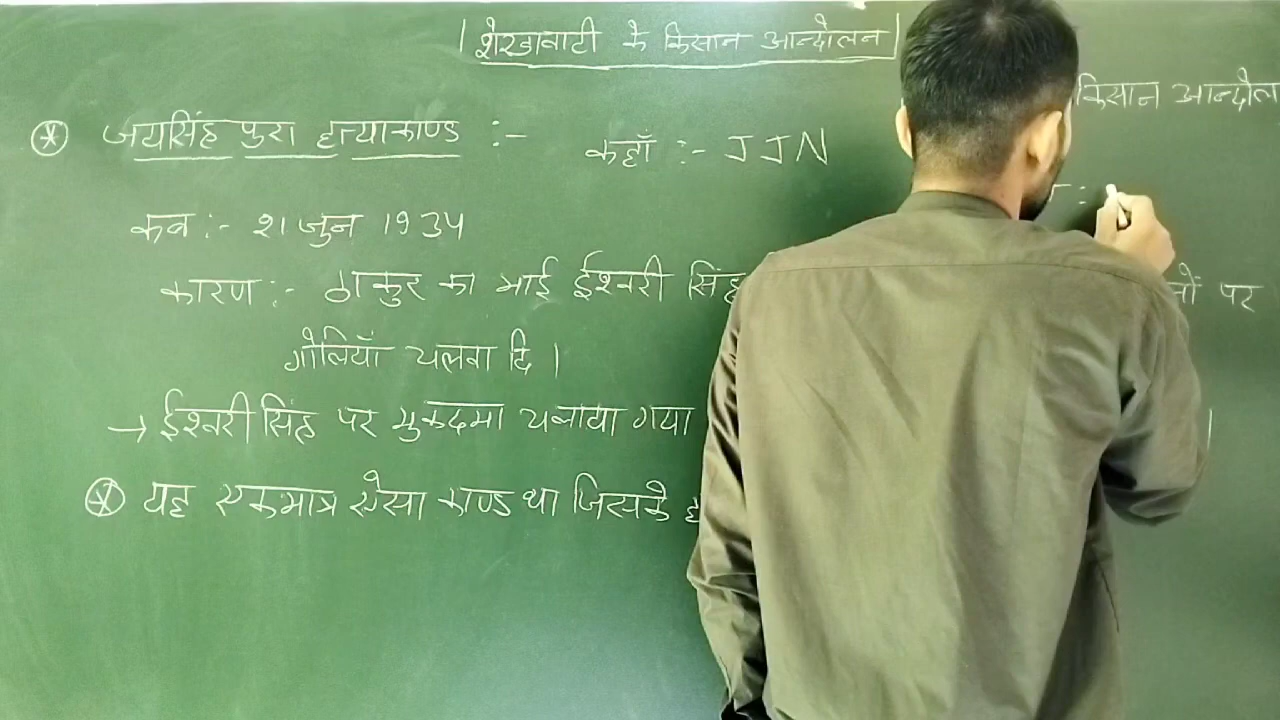 शेखावाटी के किसान आन्दोलन
किसान आन्दोल
जयसिंह पुरा हत्याकाण्ड :-
कहाँ :- JJN
कब :- 21 जुन 1934
कारण :- ठाकुर का भाई ईश्वरी सिंह
पर
गोलियाँ चलवा दि ।
→ ईश्वरी सिंह पर मुकदमा चलाया गया
यह एकमात्र ऐसा काण्ड था जिसके